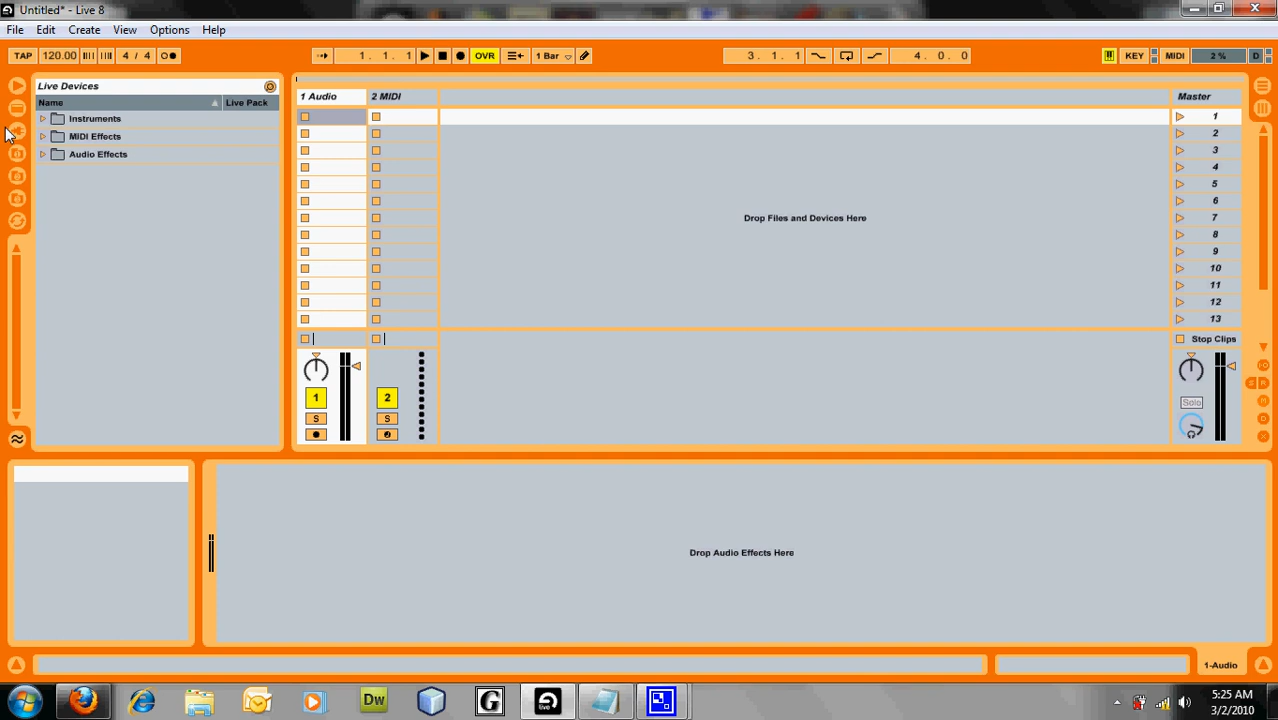 Untitled* - Live 8
File Edit Create View Options Help
TAP 120.00 4 / 4 1. 1. 1 OVR 1 Bar 3. 1. 1 4. 0. 0 KEY MIDI 2 % D
Live Devices
Name Live Pack
Instruments
MIDI Effects
Audio Effects
1 Audio 2 MIDI Master
1
2
3
4
5
6
7
8
9
10
11
12
13
Drop Files and Devices Here
Stop Clips
1 2
S S
Solo
Drop Audio Effects Here
1-Audio
Dw
G
live
5:25 AM
3/2/2010